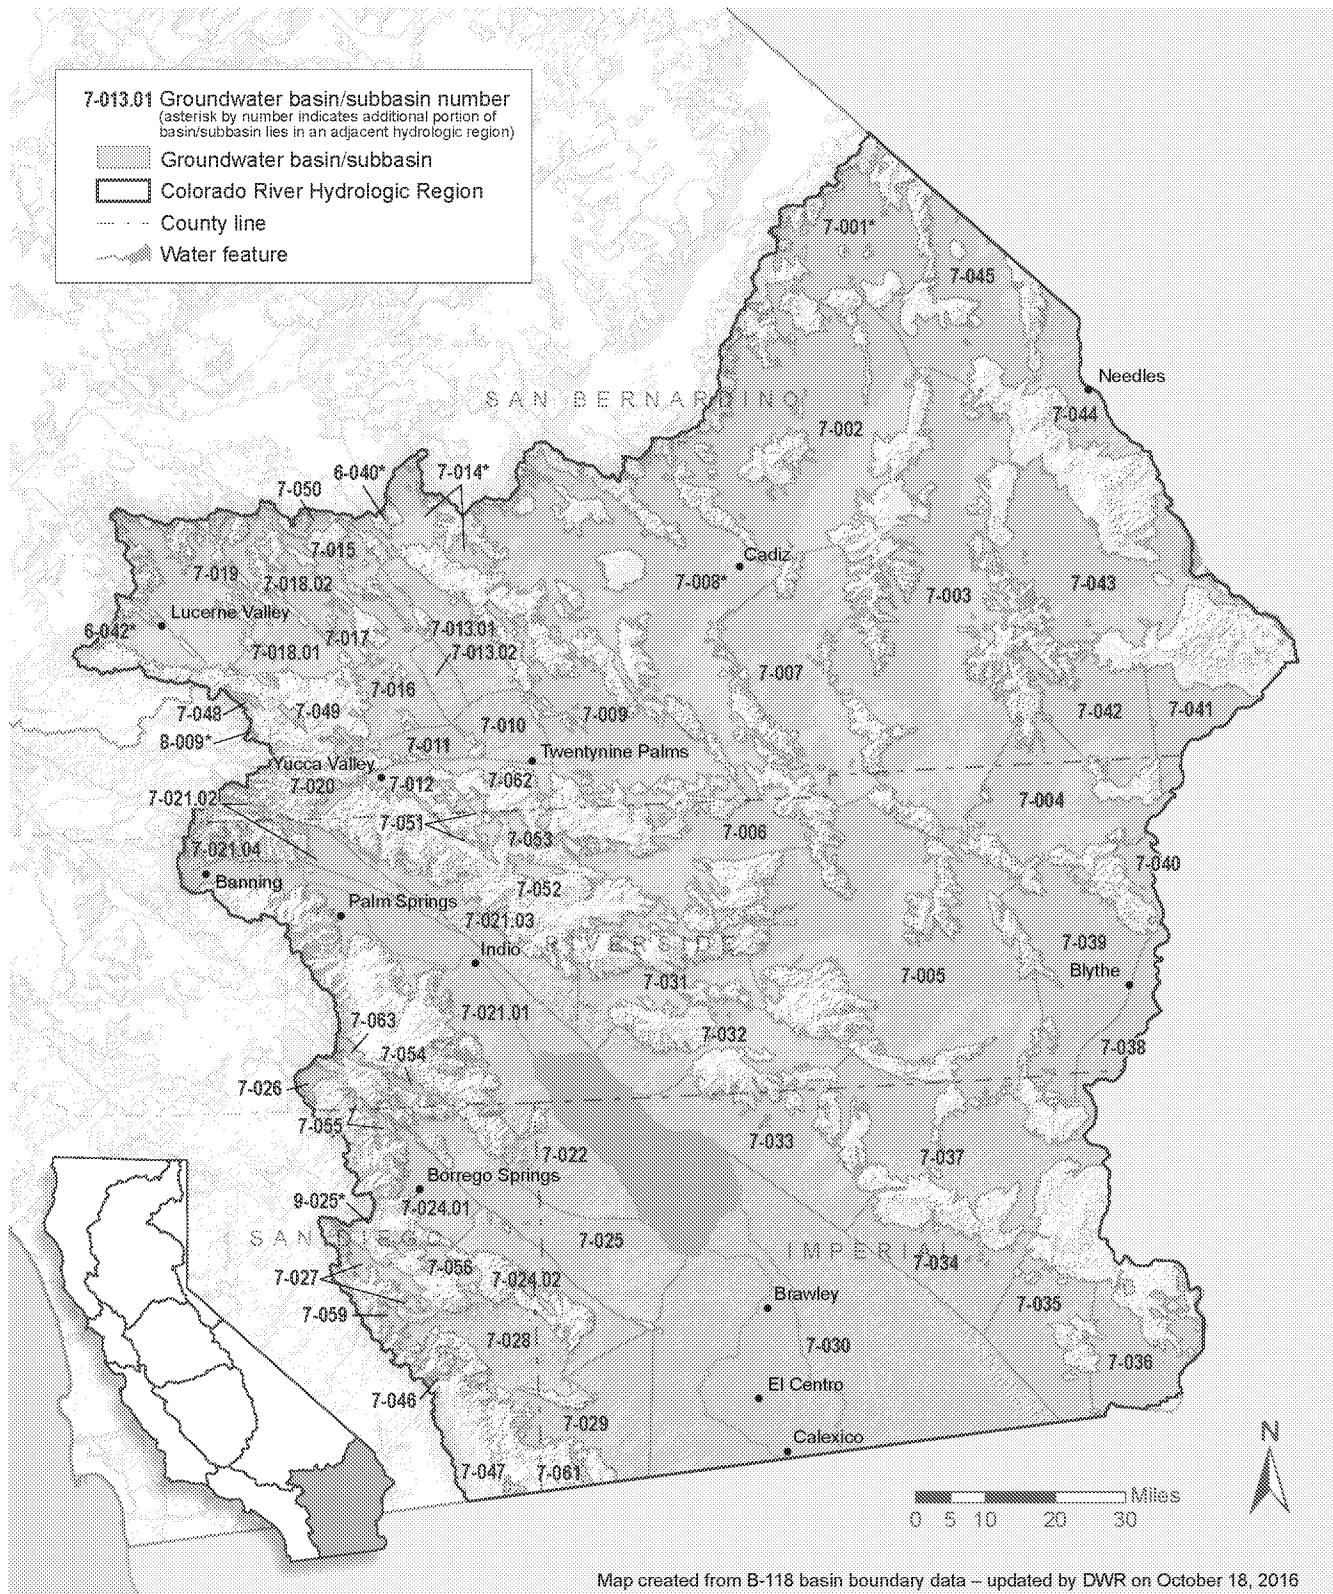 7-013.01 Groundwater basin/subbasin number
(asterisk by number indicates additional portion of
basin/subbasin lies in an adjacent hydrologic region)
Groundwater basin/subbasin
Colorado River Hydrologic Region
County line
Water feature
7-001*
7-045
Needles
SAN BERNARDINO
7-044
7-002
6-040*
7-014*
7-050
7-015
Cadiz
7-019
7-018.02
7-008*
7-003
7-043
Lucerne Valley
6-042*
7-017
7-013.01
7-018.01
7-013.02
7-007
7-016
7-048
7-049
7-010
7-009
7-042
7-041
8-009*
7-011
Twentynine Palms
Yucca Valley
7-020
7-012
7-062
7-021.02
7-004
7-051
7-053
7-006
7-021.04
7-040
Banning
7-052
Palm Springs
7-021.03
RIVERSIDE
7-039
Indio
7-031
7-005
Blythe
7-021.01
7-063
7-032
7-038
7-054
7-026
7-055
7-033
7-022
7-037
Borrego Springs
9-025*
7-024.01
SAN DIEGO
7-025
IMPERIAL
7-034
7-056
7-027
7-024.02
Brawley
7-035
7-059
7-028
7-030
7-036
El Centro
7-046
7-029
Calexico
N
7-047
7-061
Miles
0 5 10 20 30
Map created from B-118 basin boundary data – updated by DWR on October 18, 2016